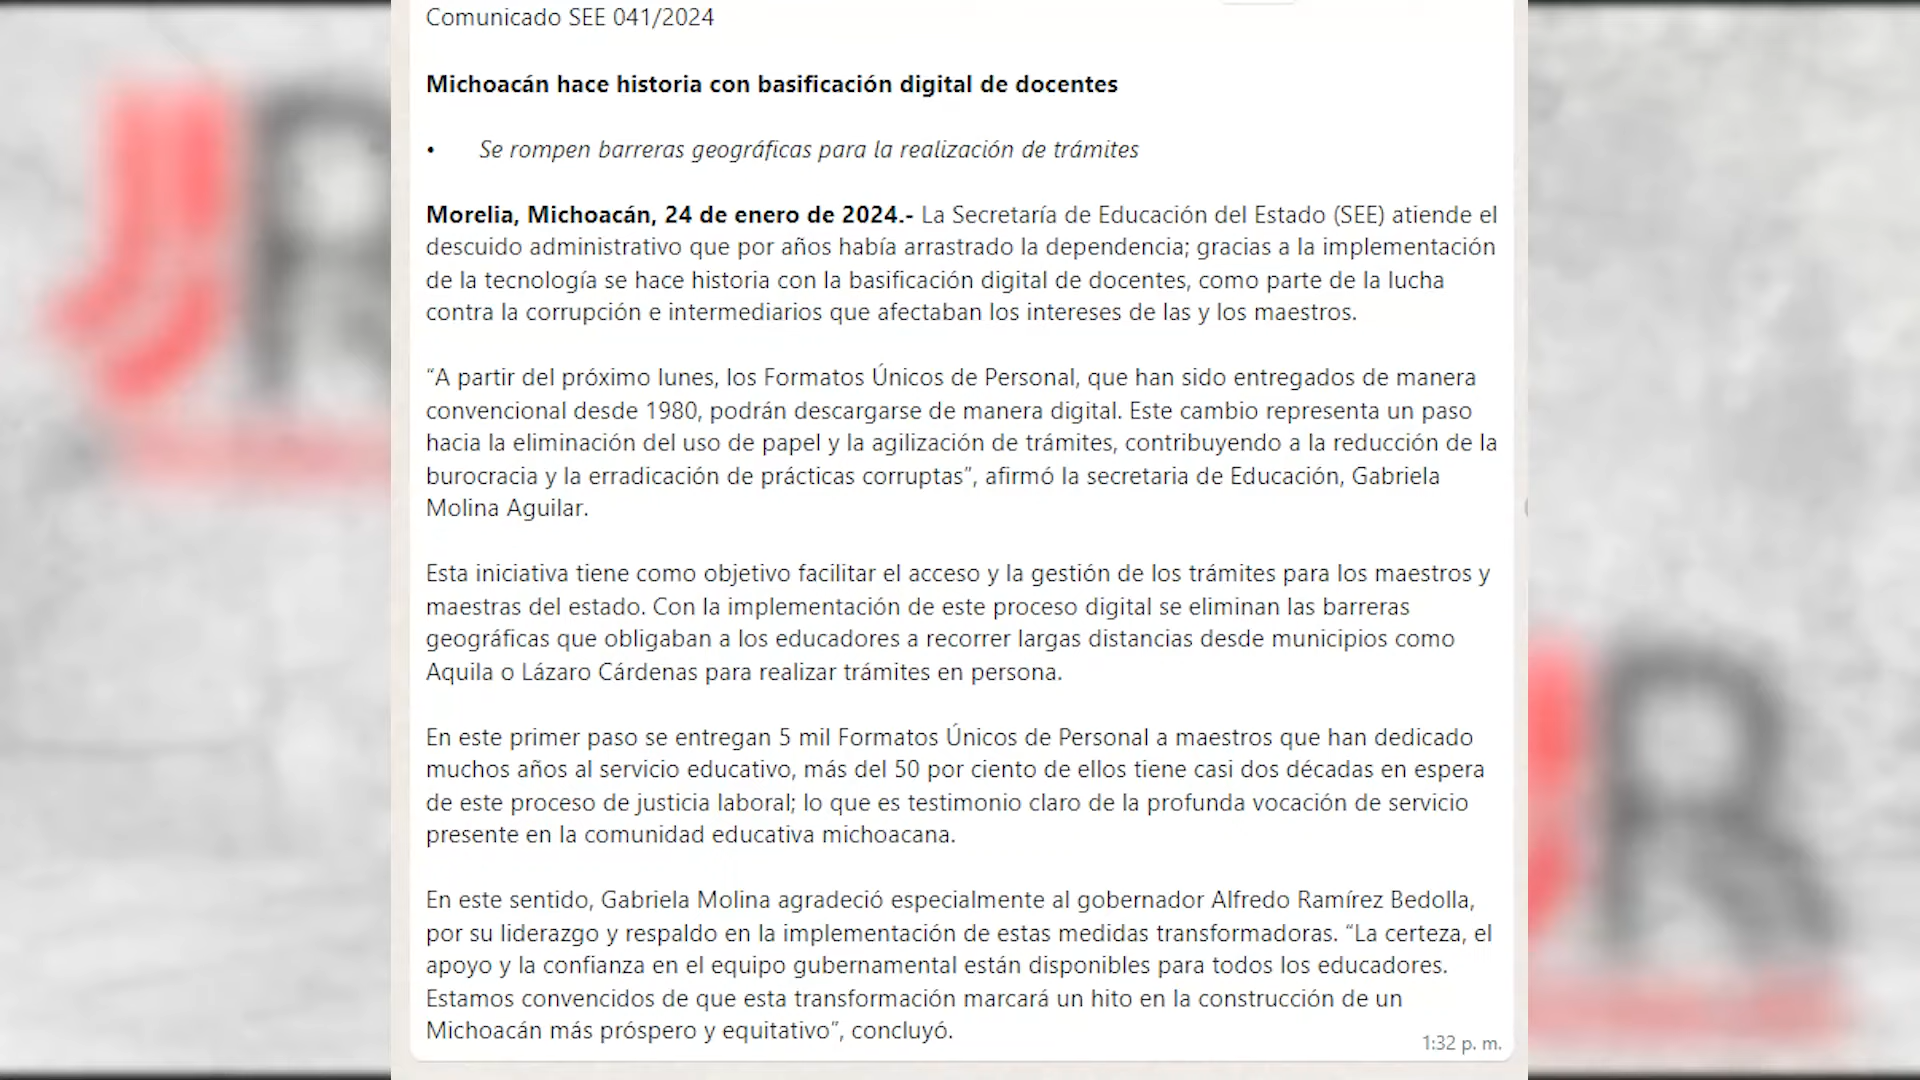 Comunicado SEE 041/2024
Michoacán hace historia con basificación digital de docentes
• Se rompen barreras geográficas para la realización de trámites
Morelia, Michoacán, 24 de enero de 2024.- La Secretaría de Educación del Estado (SEE) atiende el
descuido administrativo que por años había arrastrado la dependencia; gracias a la implementación
de la tecnología se hace historia con la basificación digital de docentes, como parte de la lucha
contra la corrupción e intermediarios que afectaban los intereses de las y los maestros.
“A partir del próximo lunes, los Formatos Únicos de Personal, que han sido entregados de manera
convencional desde 1980, podrán descargarse de manera digital. Este cambio representa un paso
hacia la eliminación del uso de papel y la agilización de trámites, contribuyendo a la reducción de la
burocracia y la erradicación de prácticas corruptas”, afirmó la secretaria de Educación, Gabriela
Molina Aguilar.
Esta iniciativa tiene como objetivo facilitar el acceso y la gestión de los trámites para los maestros y
maestras del estado. Con la implementación de este proceso digital se eliminan las barreras
geográficas que obligaban a los educadores a recorrer largas distancias desde municipios como
Aquila o Lázaro Cárdenas para realizar trámites en persona.
En este primer paso se entregan 5 mil Formatos Únicos de Personal a maestros que han dedicado
muchos años al servicio educativo, más del 50 por ciento de ellos tiene casi dos décadas en espera
de este proceso de justicia laboral; lo que es testimonio claro de la profunda vocación de servicio
presente en la comunidad educativa michoacana.
En este sentido, Gabriela Molina agradeció especialmente al gobernador Alfredo Ramírez Bedolla,
por su liderazgo y respaldo en la implementación de estas medidas transformadoras. “La certeza, el
apoyo y la confianza en el equipo gubernamental están disponibles para todos los educadores.
Estamos convencidos de que esta transformación marcará un hito en la construcción de un
Michoacán más próspero y equitativo”, concluyó.
1:32 p. m.
JR
R